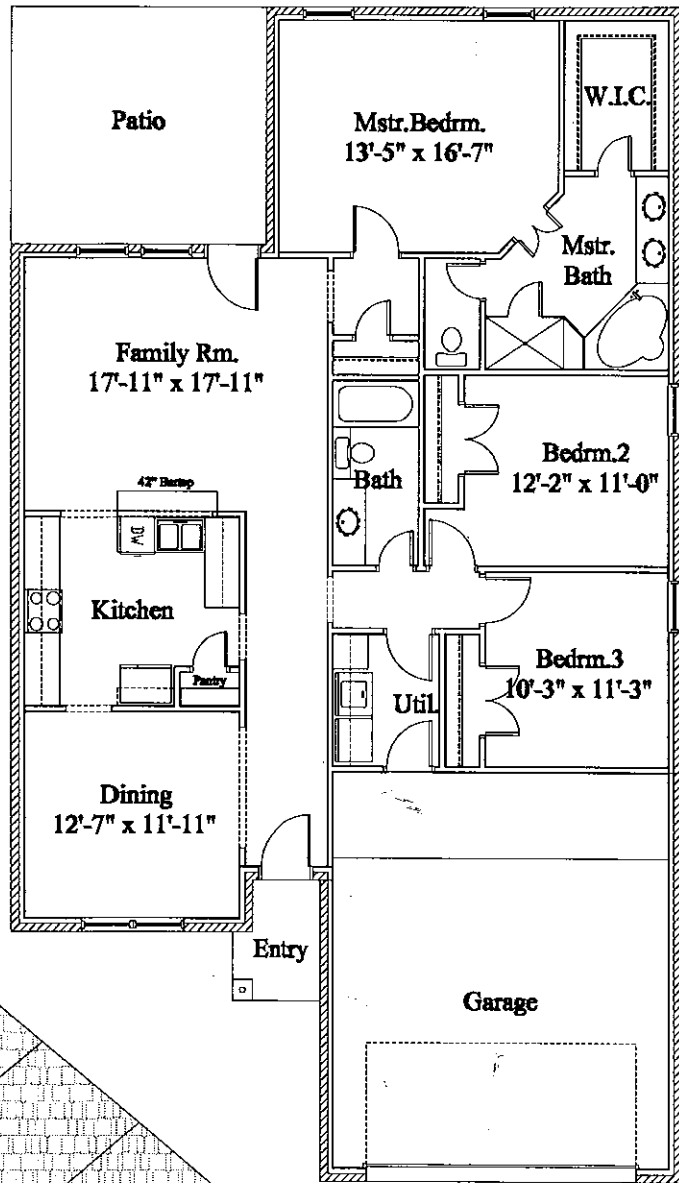 Patio
Mstr.Bedrm.
13'-5" x 16'-7"
W.I.C.
Mstr.
Bath
Family Rm.
17'-11" x 17'-11"
42" Bartop
DW
Bath
Bedrm.2
12'-2" x 11'-0"
Kitchen
Pantry
Util.
Bedrm.3
10'-3" x 11'-3"
Dining
12'-7" x 11'-11"
Entry
Garage